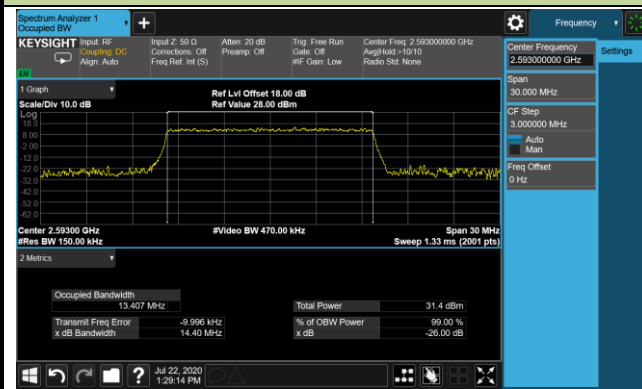 Spectrum Analyzer 1
Occupied BW
Frequency
KEYSIGHT
Input: RF
Coupling: DC
Align: Auto
Input Z: 50 Ω
Corrections: Off
Freq Ref: Int (S)
Atten: 20 dB
Preamp: Off
Trig: Free Run
Gate: Off
#IF Gain: Low
Center Freq: 2.593000000 GHz
Avg|Hold:>10/10
Radio Std: None
Center Frequency
2.593000000 GHz
Settings
Span
30.000 MHz
CF Step
3.000000 MHz
Auto
Man
Freq Offset
0 Hz
1 Graph
Scale/Div 10.0 dB
Ref Lvl Offset 18.00 dB
Ref Value 28.00 dBm
Log
18.0
8.00
-2.00
-12.0
-22.0
-32.0
-42.0
-52.0
-62.0
Center 2.59300 GHz
#Res BW 150.00 kHz
#Video BW 470.00 kHz
Span 30 MHz
Sweep 1.33 ms (2001 pts)
2 Metrics
Occupied Bandwidth
13.407 MHz
Total Power 31.4 dBm
Transmit Freq Error -9.996 kHz
% of OBW Power 99.00 %
x dB Bandwidth 14.40 MHz
x dB -26.00 dB
Jul 22, 2020
1:29:14 PM